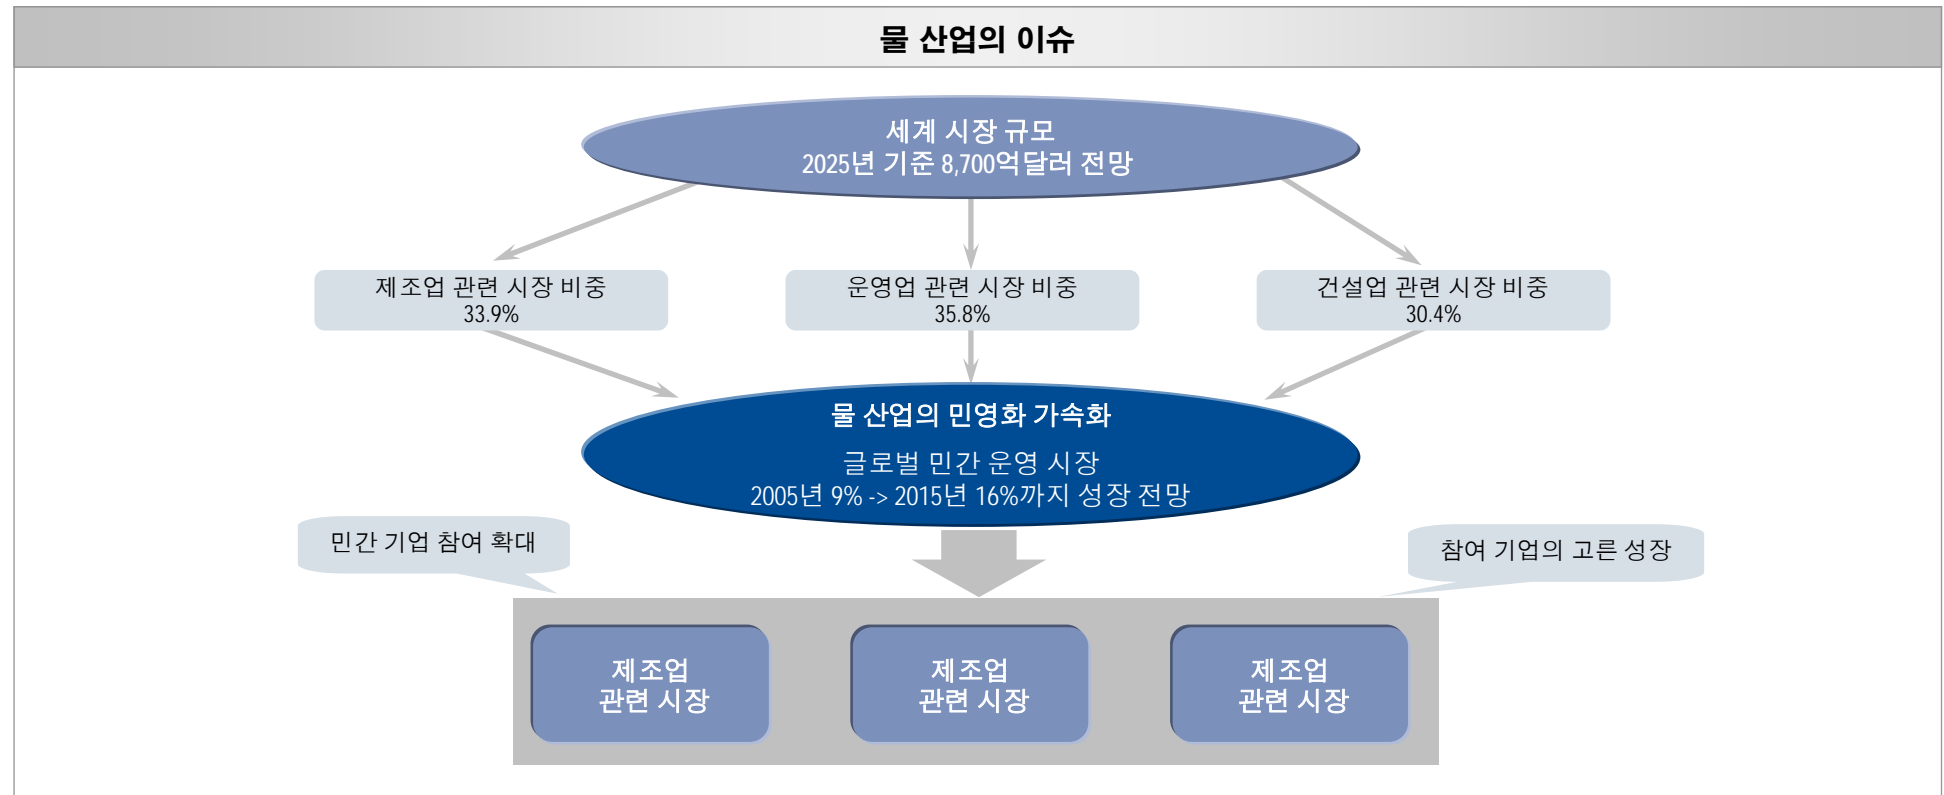 물 산업의 이슈
세계 시장 규모
2025년 기준 8,700억달러 전망
제조업 관련 시장 비중
33.9%
운영업 관련 시장 비중
35.8%
건설업 관련 시장 비중
30.4%
물 산업의 민영화 가속화
글로벌 민간 운영 시장
2005년 9% -> 2015년 16%까지 성장 전망
민간 기업 참여 확대
참여 기업의 고른 성장
제조업
관련 시장
제조업
관련 시장
제조업
관련 시장